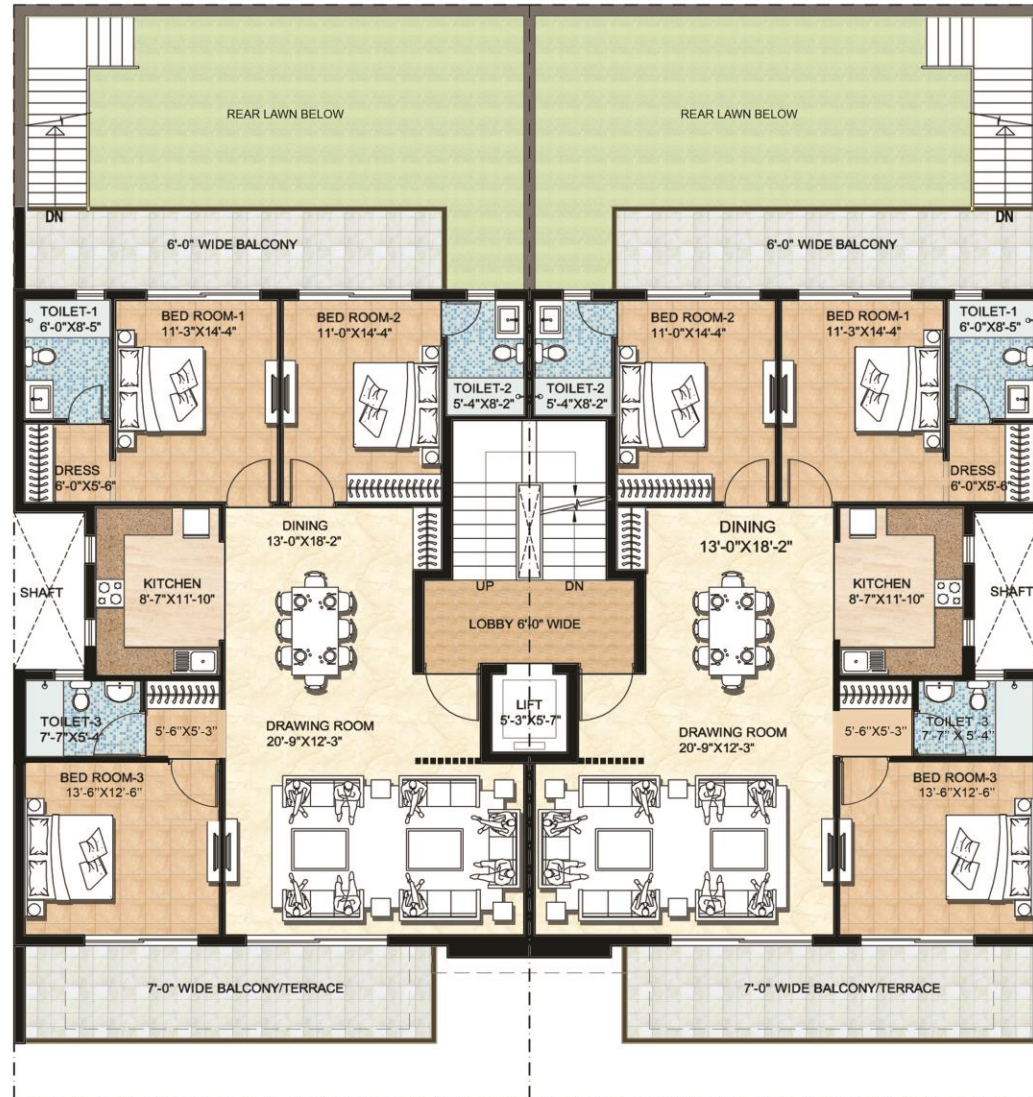 REAR LAWN BELOW
REAR LAWN BELOW
DN
DN
6'-0" WIDE BALCONY
6'-0" WIDE BALCONY
TOILET-1
6'-0"X8'-5"
BED ROOM-1
11'-3"X14'-4"
BED ROOM-2
11'-0"X14'-4"
BED ROOM-2
11'-0"X14'-4"
BED ROOM-1
11'-3"X14'-4"
TOILET-1
6'-0"X8'-5"
TOILET-2
5'-4"X8'-2"
TOILET-2
5'-4"X8'-2"
DRESS
6'-0"X5'-6"
DRESS
6'-0"X5'-6"
DINING
13'-0"X18'-2"
DINING
13'-0"X18'-2"
SHAFT
KITCHEN
8'-7"X11'-10"
UP
DN
KITCHEN
8'-7"X11'-10"
SHAFT
LOBBY 6'-0" WIDE
LIFT
5'-3"X5'-7"
TOILET-3
7'-7"X5'-4"
5'-6"X5'-3"
DRAWING ROOM
20'-9"X12'-3"
DRAWING ROOM
20'-9"X12'-3"
5'-6"X5'-3"
TOILET -3
7'-7" X 5'-4"
BED ROOM-3
13'-6"X12'-6"
BED ROOM-3
13'-6"X12'-6"
7'-0" WIDE BALCONY/TERRACE
7'-0" WIDE BALCONY/TERRACE